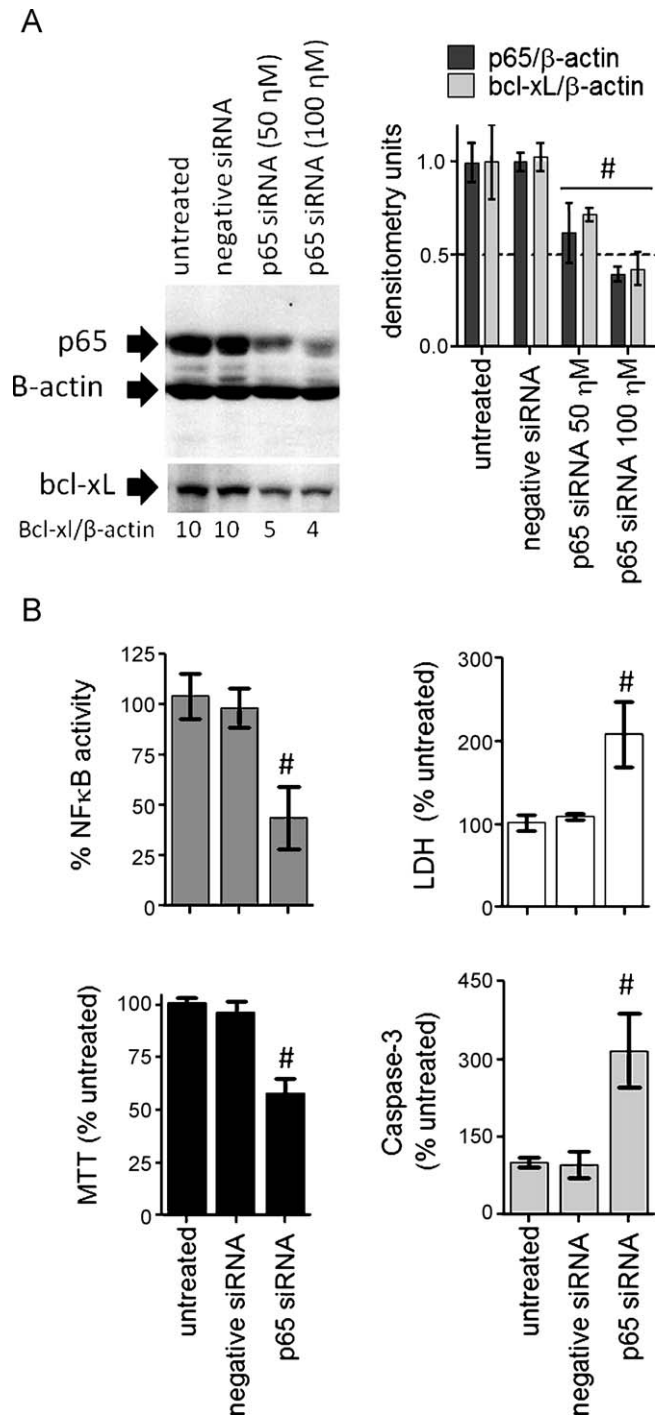 A
untreated
negative siRNA
p65 siRNA (50 ηM)
p65 siRNA (100 ηM)
p65
B-actin
bcl-xL
Bcl-xl/β-actin 10 10 5 4
p65/β-actin
bcl-xL/β-actin
densitometry units
1.0
0.5
0.0
#
untreated
negative siRNA
p65 siRNA 50 ηM
p65 siRNA 100 ηM
B
% NFκB activity
125
100
75
50
25
0
#
LDH (% untreated)
300
200
100
0
#
MTT (% untreated)
100
75
50
25
0
#
untreated
negative siRNA
p65 siRNA
Caspase-3
(% untreated)
450
300
150
0
#
untreated
negative siRNA
p65 siRNA